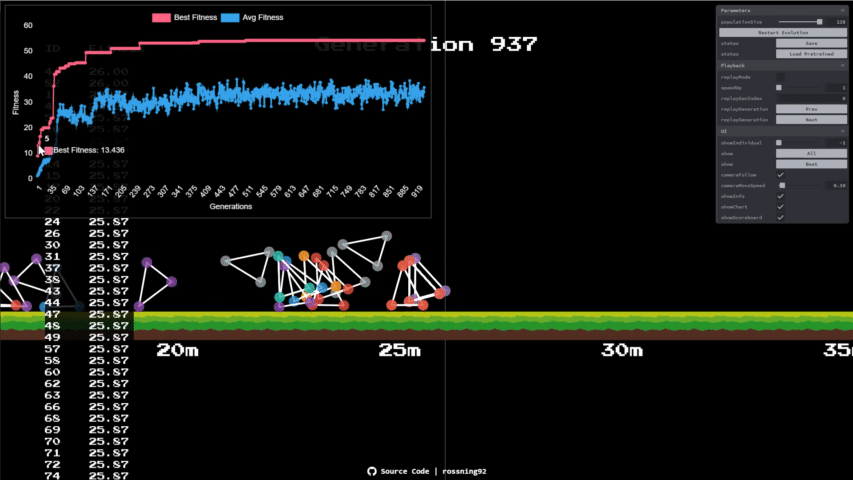 Best Fitness Avg Fitness
Generation 937
60
50
40
30
20
10
0
Fitness
5
Best Fitness: 13.436
1 35 69 103 137 171 205 239 273 307 341 375 409 443 477 511 545 579 613 647 681 715 749 783 817 851 885 919
Generations
ID
26.00
24 25.87
26 25.87
30 25.87
31 25.87
37 25.87
38 25.87
43 25.87
44 25.87
47 25.87
48 25.87
49 25.87
57 25.87
58 25.87
60 25.87
62 25.87
63 25.87
66 25.87
68 25.87
69 25.87
70 25.87
71 25.87
72 25.87
74 25.87
20m 25m 30m 35
Source Code | rossning92
Parameters
populationSize 128
Restart Evolution
states Save
states Load Pretrained
Playback
replayMode
speedUp 1
replayGenIndex 0
replayGeneration Prev
replayGeneration Next
UI
showIndividual -1
show All
show Best
cameraFollow
cameraMoveSpeed 0.10
showInfo
showChart
showScoreboard